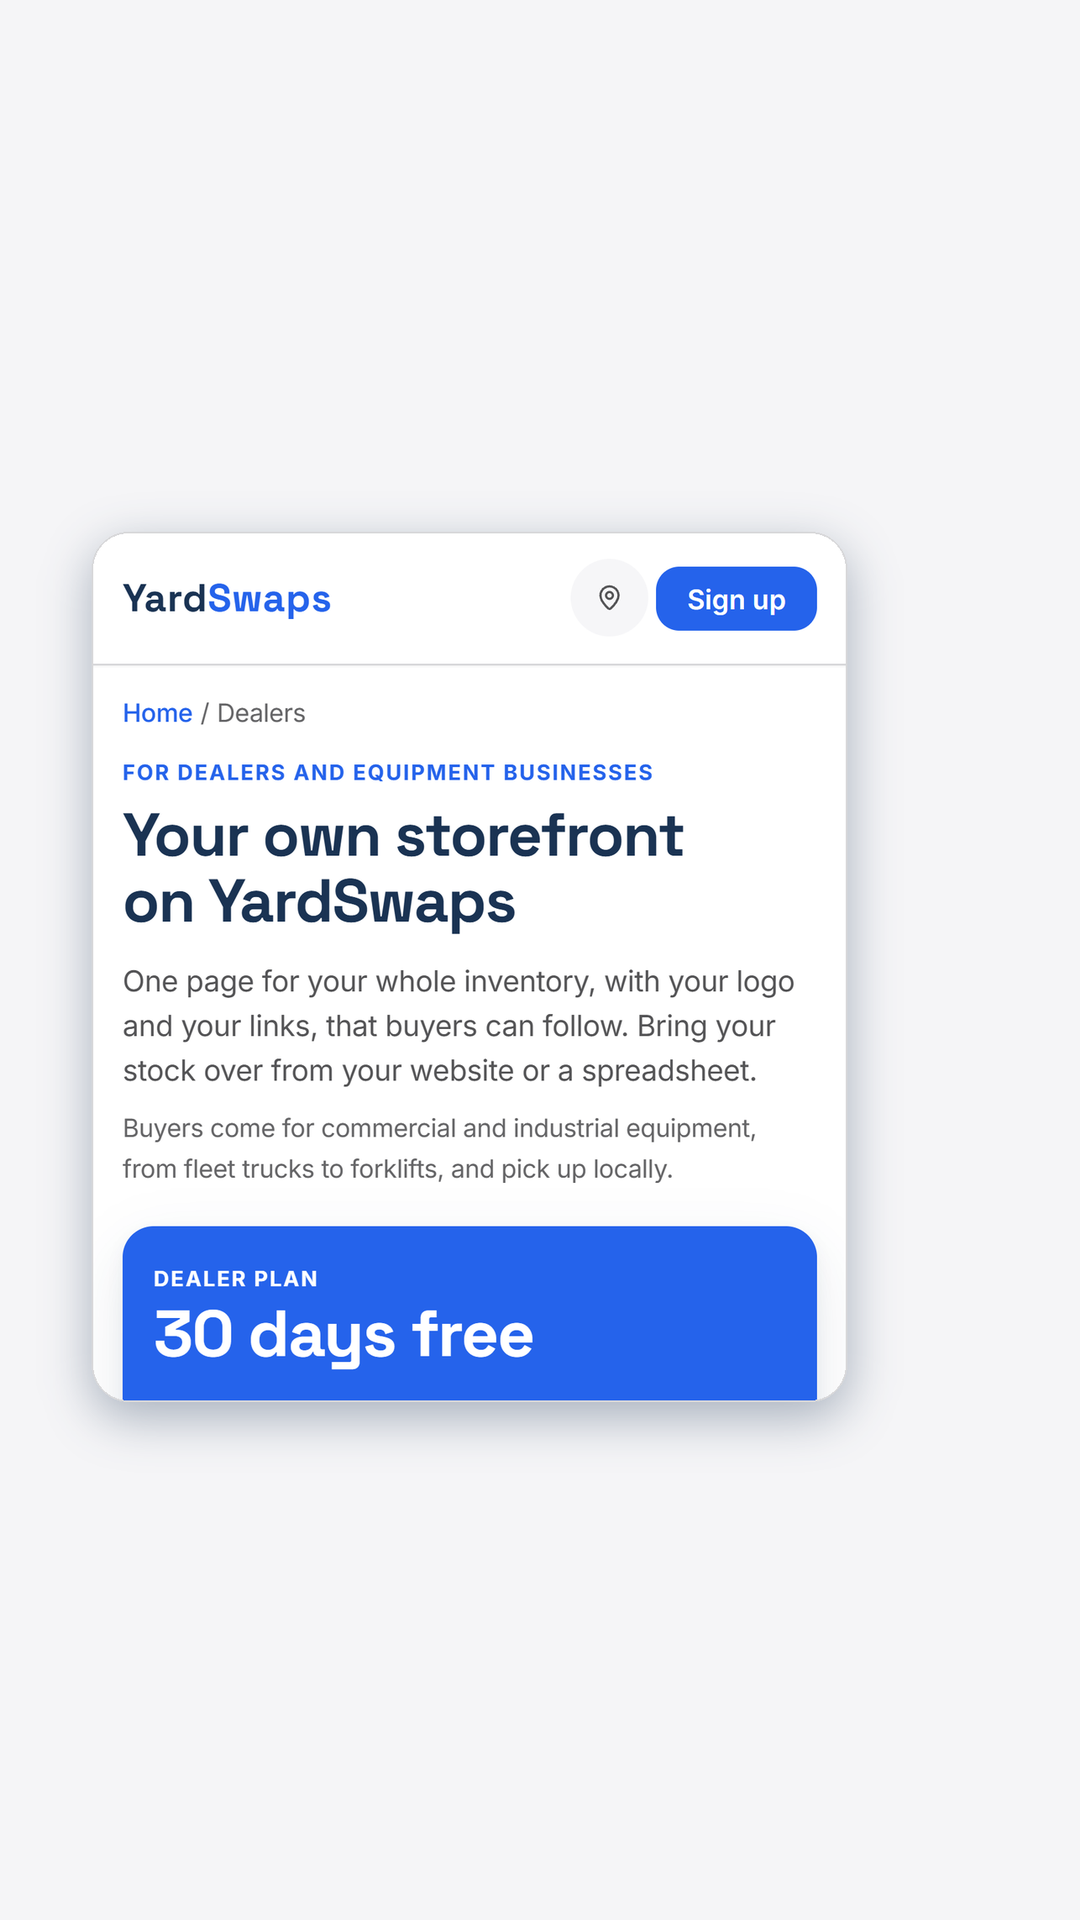 YardSwaps
Sign up
Home / Dealers
FOR DEALERS AND EQUIPMENT BUSINESSES
Your own storefront
on YardSwaps
One page for your whole inventory, with your logo
and your links, that buyers can follow. Bring your
stock over from your website or a spreadsheet.
Buyers come for commercial and industrial equipment,
from fleet trucks to forklifts, and pick up locally.
DEALER PLAN
30 days free